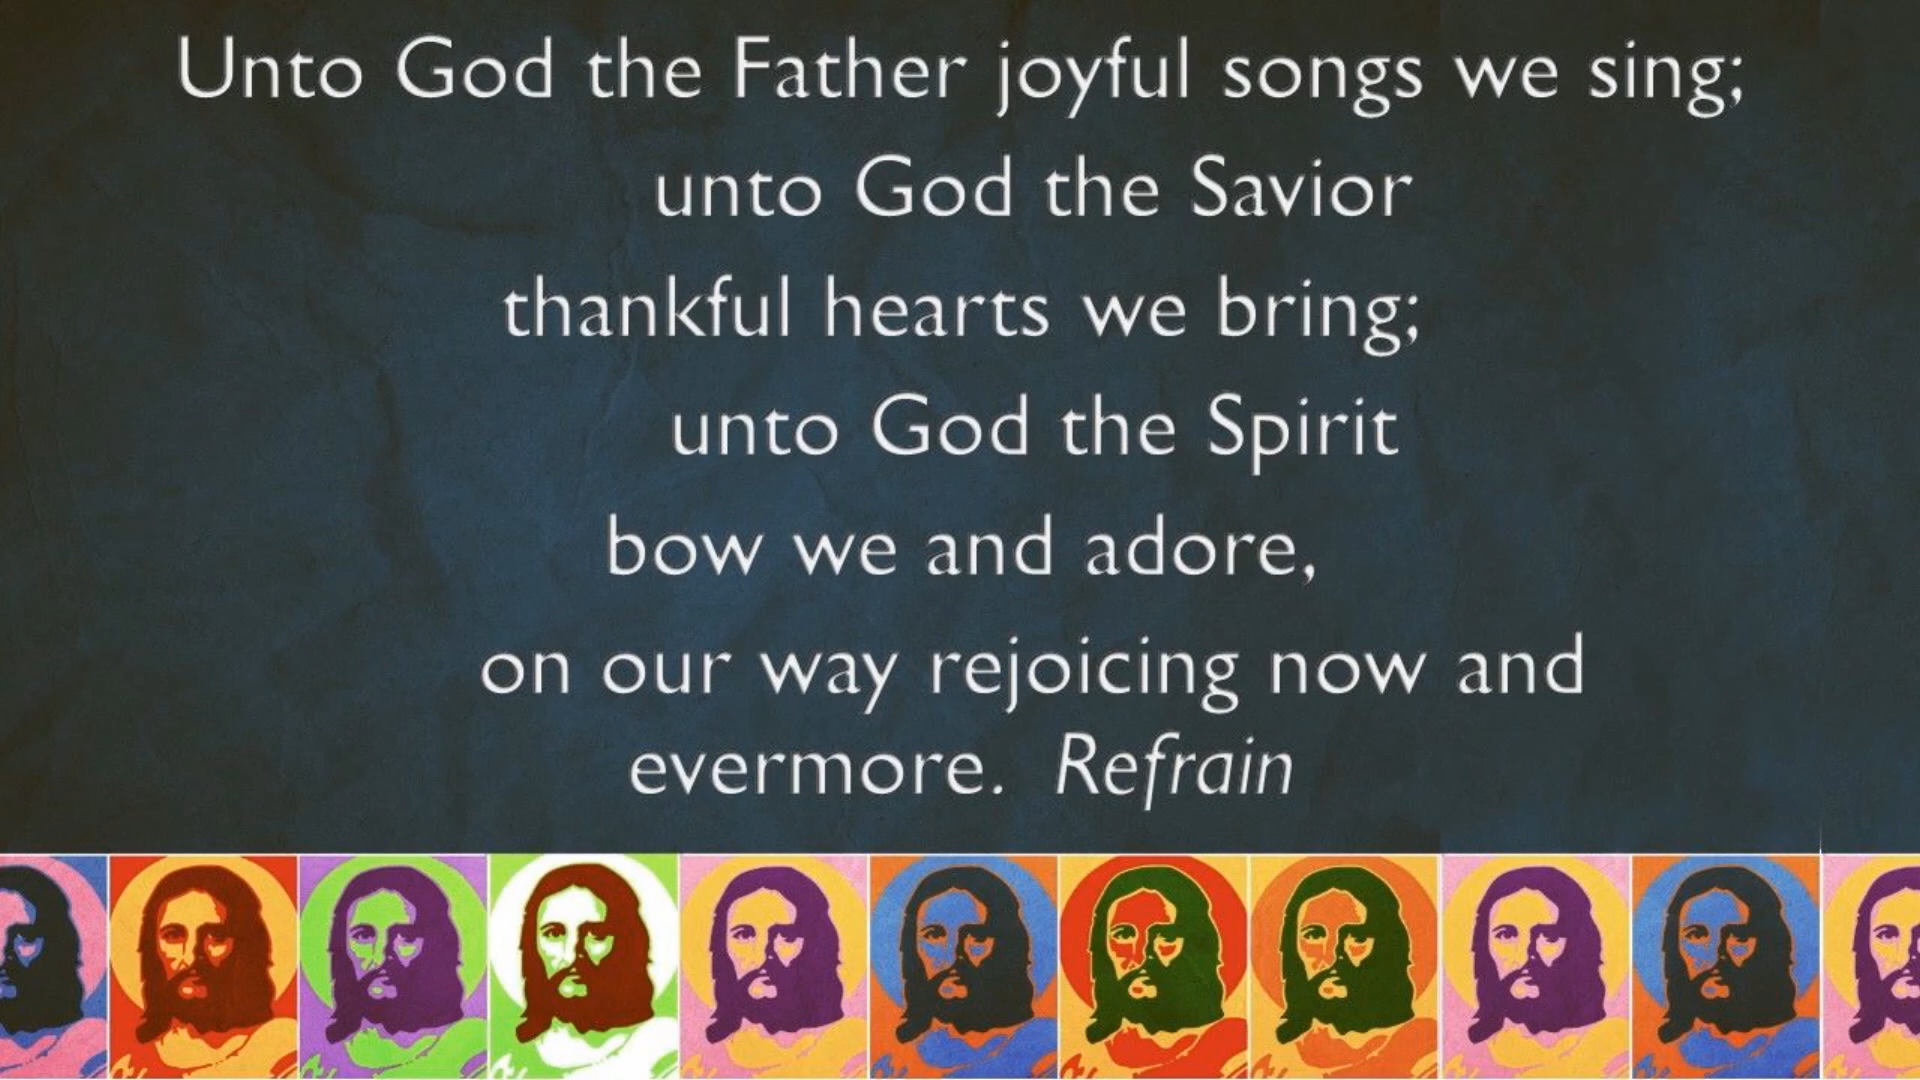 Unto God the Father joyful songs we sing;
unto God the Savior
thankful hearts we bring;
unto God the Spirit
bow we and adore,
on our way rejoicing now and
evermore. Refrain